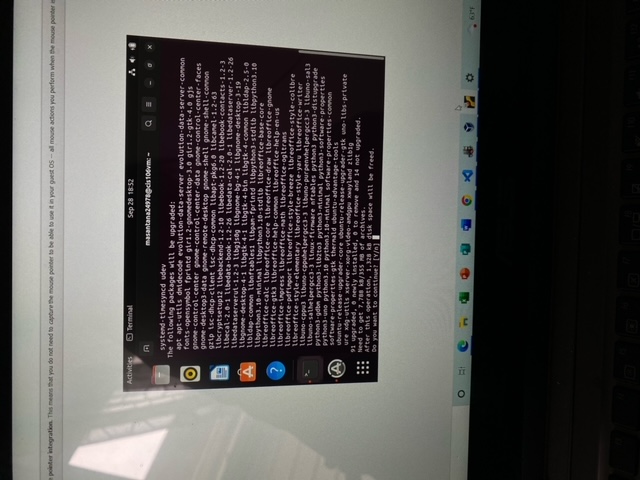 pointer integration. This means that you do not need to capture the mouse pointer to be able to use it in your guest OS — all mouse actions you perform when the mouse pointer is
Activities Terminal Sep 28 18:52
masantana24978@cis106vm: ~
systemd-timesyncd udev
The following packages will be upgraded:
apt apt-utils dmidecode evolution-data-server evolution-data-server-common
fonts-opensymbol fprintd gir1.2-gnomedesktop-3.0 gir1.2-gtk-4.0 gjs
gnome-control-center gnome-control-center-data gnome-control-center-faces
gnome-desktop3-data gnome-remote-desktop gnome-shell gnome-shell-common
gzip isc-dhcp-client isc-dhcp-common libapt-pkg6.0 libcamel-1.2-63
libcryptsetup12 libebackend-1.2-10 libebook-1.2-20 libebook-contacts-1.2-3
libecal-2.0-1 libedata-book-1.2-26 libedata-cal-2.0-1 libedataserver-1.2-26
libedataserverui-1.2-3 libgjs0g libgnome-bg-4-1 libgnome-desktop-3-19
libgnome-desktop-4-1 libgtk-4-1 libgtk-4-bin libgtk-4-common libldap-2.5-0
libldap-common libnftables1 libpam-fprintd libpython3-stdlib libpython3.10
libpython3.10-minimal libpython3.10-stdlib libreoffice-base-core
libreoffice-calc libreoffice-core libreoffice-draw libreoffice-gnome
libreoffice-gtk3 libreoffice-help-common libreoffice-help-en-us
libreoffice-impress libreoffice-math libreoffice-ogltrans
libreoffice-pdfimport libreoffice-style-breeze libreoffice-style-colibre
libreoffice-style-elementary libreoffice-style-yaru libreoffice-writer
libuno-cppu3 libuno-cppuhelpergcc3-3 libuno-purpenvhelpergcc3-3 libuno-sal3
libuno-salhelpergcc3-3 linux-firmware nftables python3 python3-distupgrade
python3-gdbm python3-lib2to3 python3-minimal python3-software-properties
python3-uno python3.10 python3.10-minimal software-properties-common
software-properties-gtk thermald ubuntu-advantage-tools
ubuntu-release-upgrader-core ubuntu-release-upgrader-gtk uno-libs-private
ure xdg-utils xserver-xorg-video-amdgpu xwayland zlib1g
91 upgraded, 0 newly installed, 0 to remove and 14 not upgraded.
Need to get 7,788 kB/355 MB of archives.
After this operation, 1,328 kB disk space will be freed.
Do you want to continue? [Y/n]
63°F